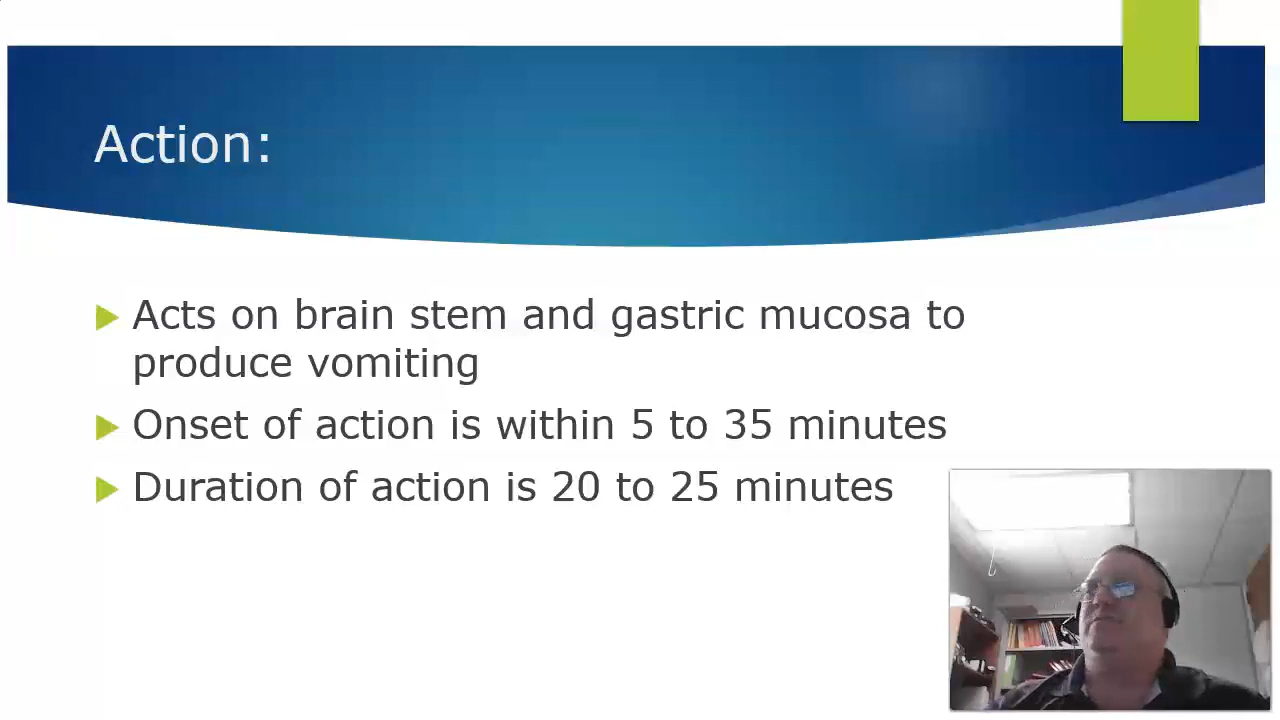 Action:
Acts on brain stem and gastric mucosa to
produce vomiting
Onset of action is within 5 to 35 minutes
Duration of action is 20 to 25 minutes